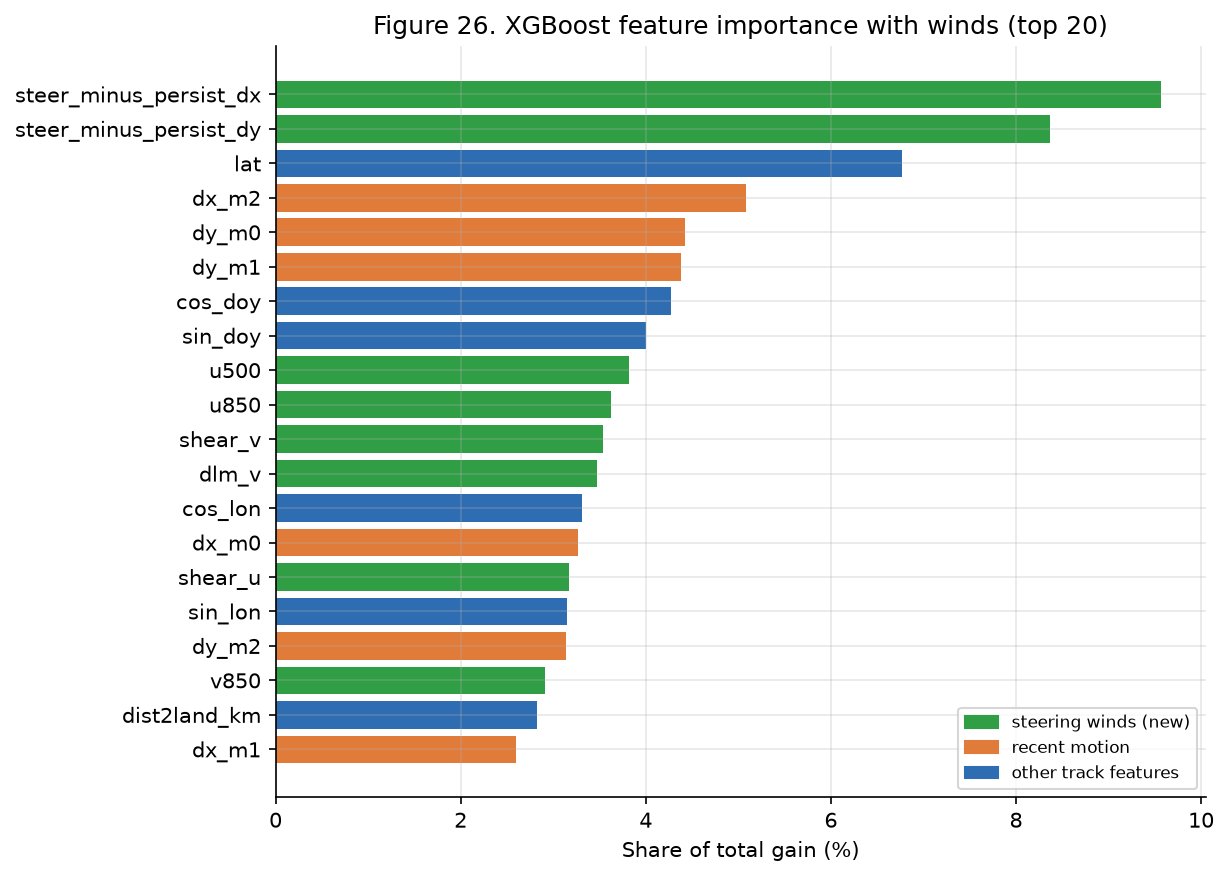 Figure 26. XGBoost feature importance with winds (top 20)
steer_minus_persist_dx
steer_minus_persist_dy
lat
dx_m2
dy_m0
dy_m1
cos_doy
sin_doy
u500
u850
shear_v
dlm_v
cos_lon
dx_m0
shear_u
sin_lon
dy_m2
v850
dist2land_km
dx_m1
steering winds (new)
recent motion
other track features
0 2 4 6 8 10
Share of total gain (%)